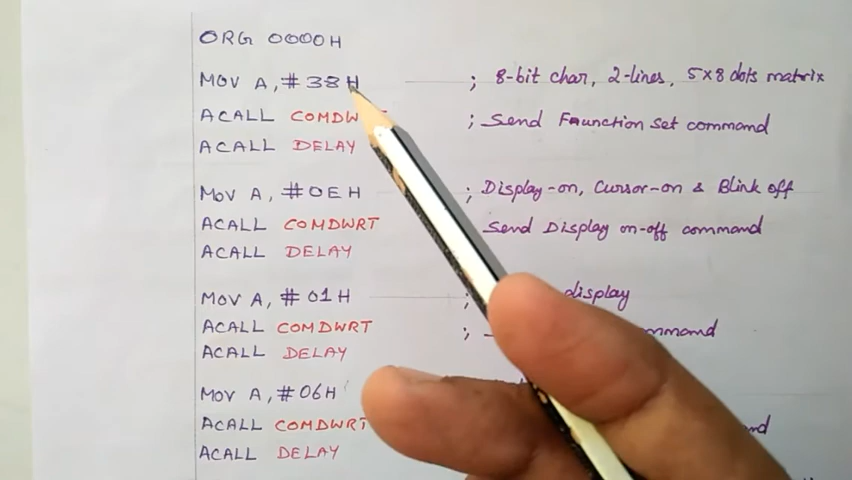 ORG 0000H
MOV A, #38H ; 8-bit char, 2-lines, 5x8 dots matrix
ACALL COMDW ; Send Function Set command
ACALL DELAY
MOV A, #0EH ; Display-on, Cursor-on & Blink off
ACALL COMDWRT Send Display on-off command
ACALL DELAY
MOV A, #01H ; display
ACALL COMDWRT ;
ACALL DELAY
MOV A, #06H
ACALL COMDWRT
ACALL DELAY